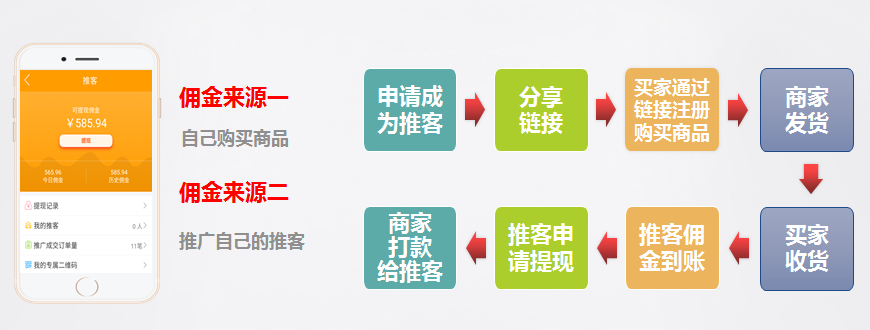 推客
可提现佣金
￥585.94
提现
565.96
585.94
今日佣金
历史佣金
提现记录
我的推客
0 人
推广成交订单量
11笔
我的专属二维码
佣金来源一
自己购买商品
佣金来源二
推广自己的推客
申请成
为推客
分享
链接
买家通过
链接注册
购买商品
商家
发货
买家
收货
推客佣
金到账
推客申
请提现
商家
打款
给推客